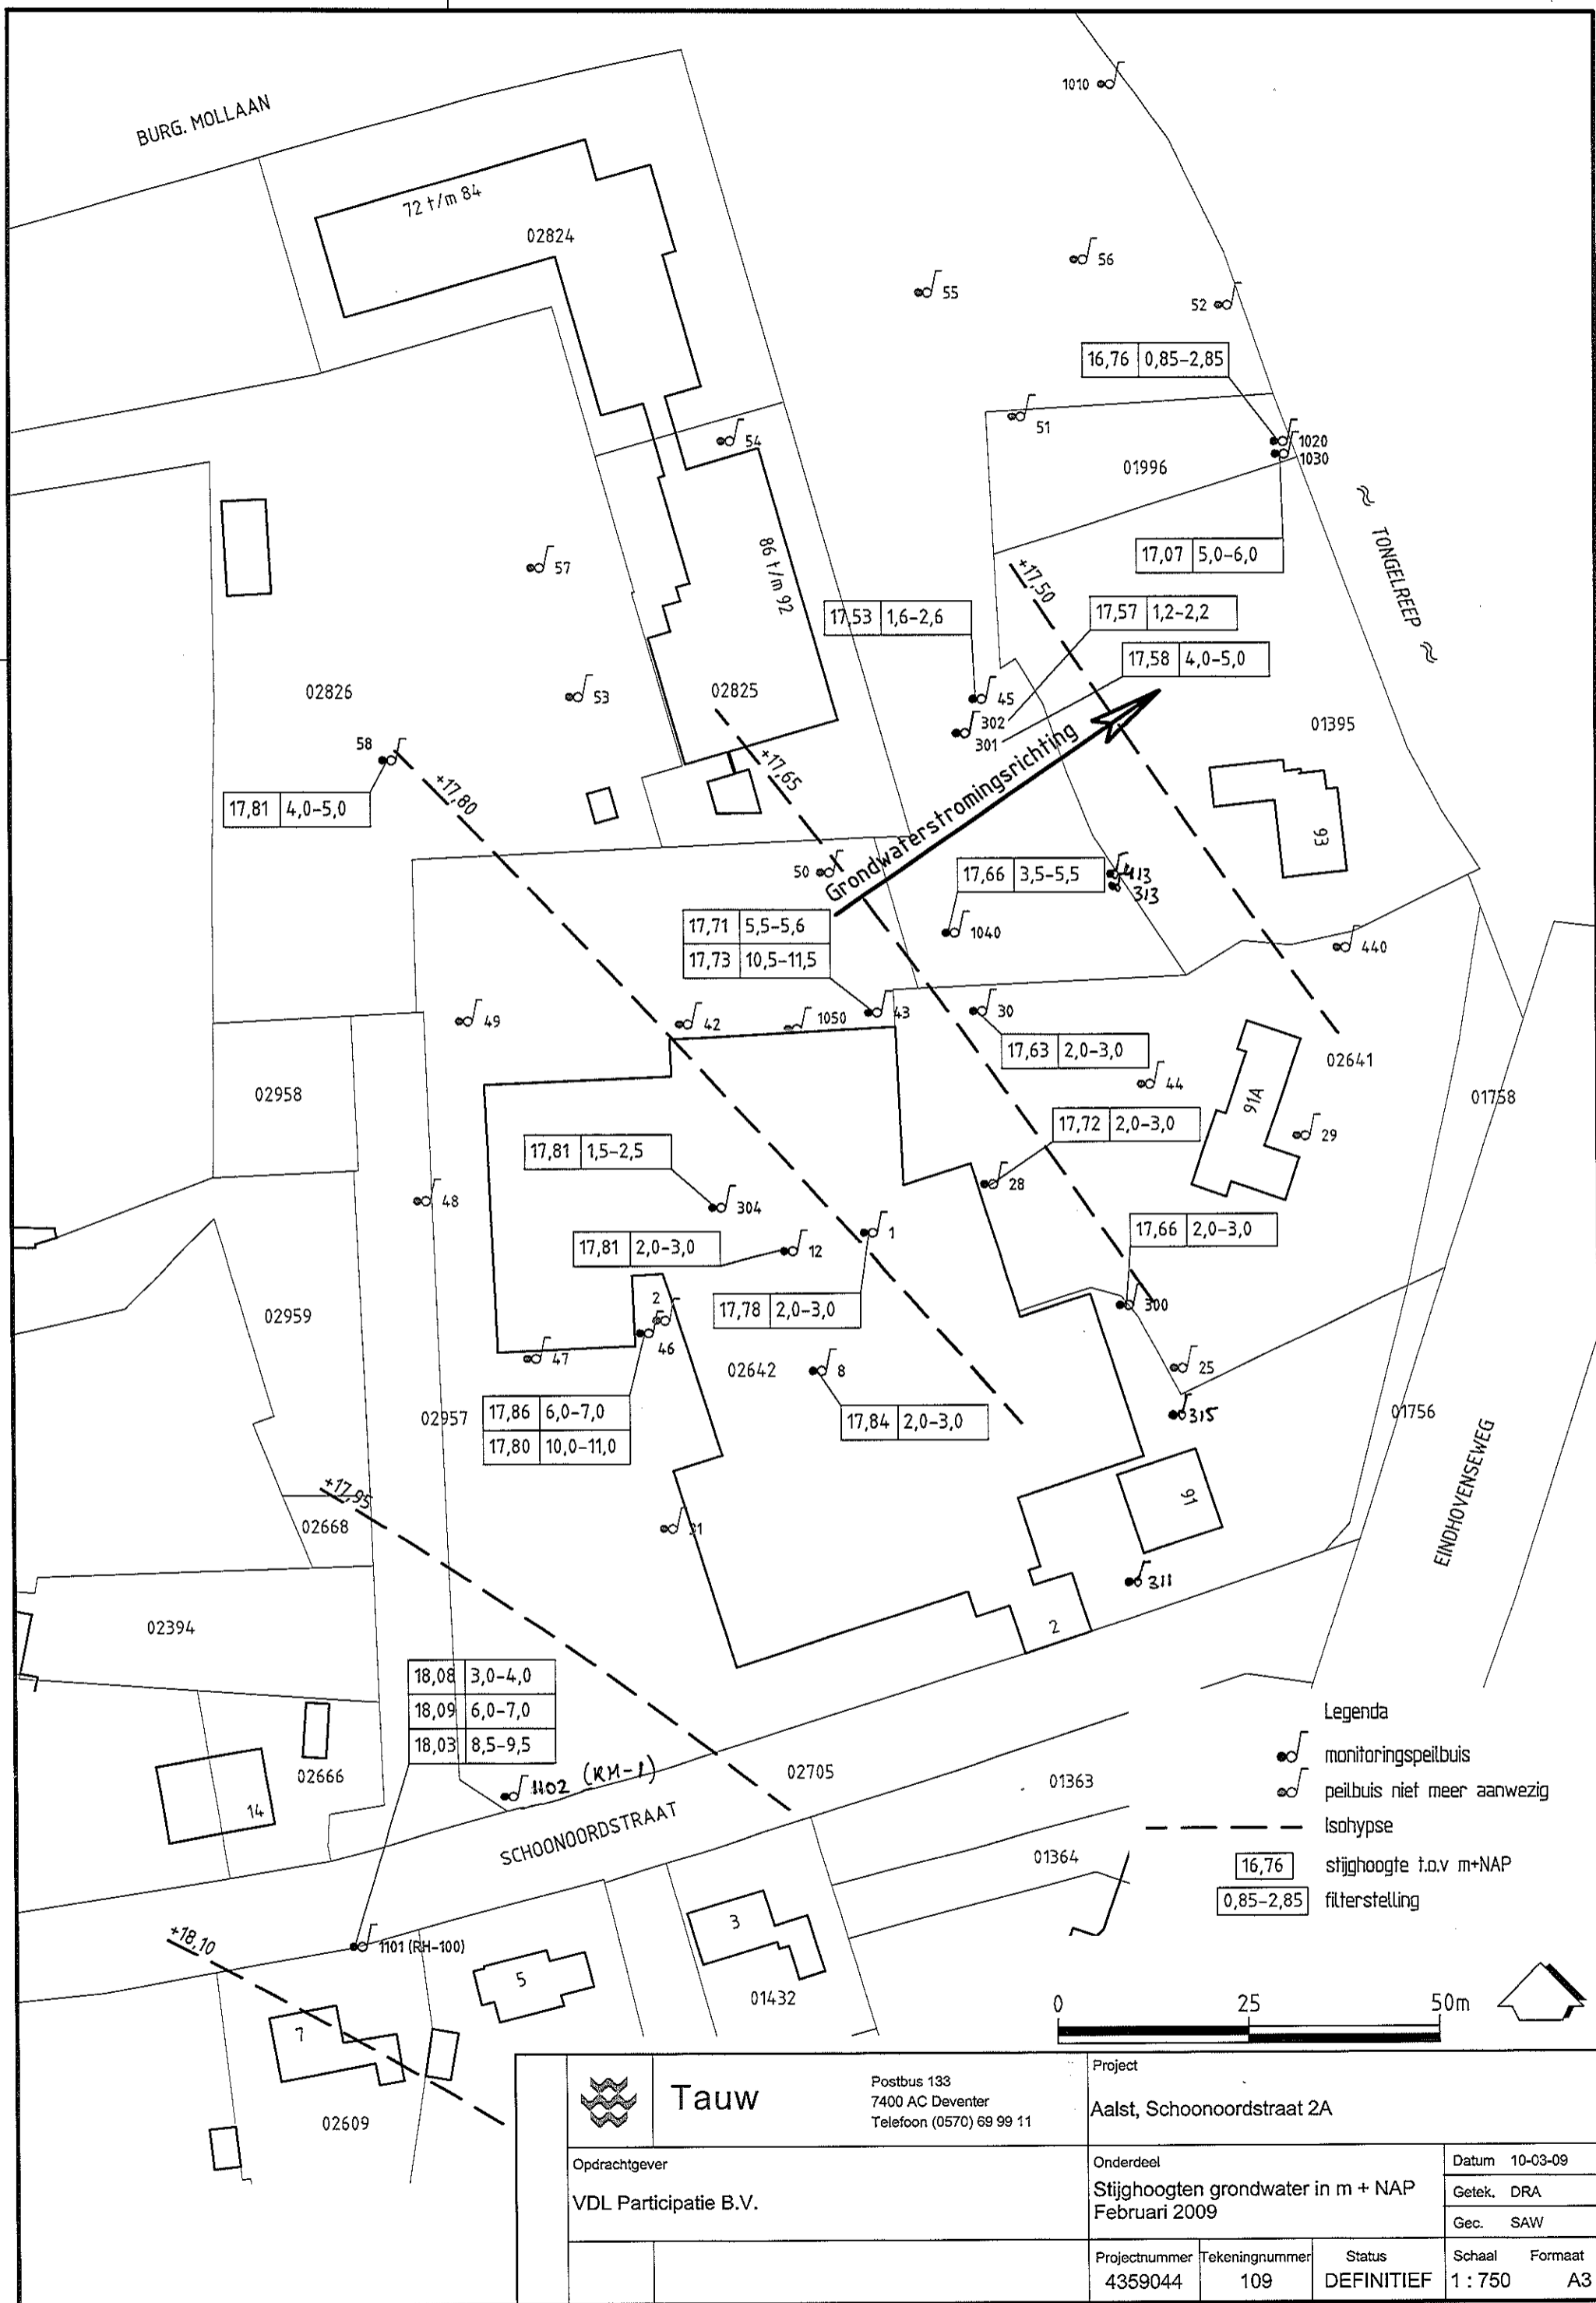 1010
BURG. MOLLAAN
72 t/m 84
02824
56
55
52
16,76 0,85-2,85
51
54
1020
1030
01996
86 t/m 92
57
17,07 5,0-6,0
TONGELREEP
+17,50
17,53 1,6-2,6
17,57 1,2-2,2
17,58 4,0-5,0
02826
53
02825
45
302
301
01395
58
+17,80
+17,65
17,81 4,0-5,0
Grondwaterstromingsrichting
93
50
17,66 3,5-5,5
413
313
17,71 5,5-5,6
17,73 10,5-11,5
1040
440
49
42
1050
43
30
17,63 2,0-3,0
02641
44
02958
91A
01758
17,72 2,0-3,0
29
17,81 1,5-2,5
48
304
28
1
17,66 2,0-3,0
17,81 2,0-3,0
12
02959
2
17,78 2,0-3,0
300
46
47
02642
8
25
02957
17,86 6,0-7,0
17,80 10,0-11,0
17,84 2,0-3,0
315
01756
EINDHOVENSEWEG
+17,95
02668
31
91
311
02394
2
18,08 3,0-4,0
18,09 6,0-7,0
18,03 8,5-9,5
Legenda
monitoringspeilbuis
02666
1102 (RM-1)
02705
01363
peilbuis niet meer aanwezig
14
SCHOONOORDSTRAAT
Isohypse
01364
16,76 stijghoogte t.o.v m+NAP
0,85-2,85 filterstelling
+18,10
1101 (RH-100)
3
5
01432
7
0 25 50m
02609
Tauw
Postbus 133
7400 AC Deventer
Telefoon (0570) 69 99 11
Project
Aalst, Schoonoordstraat 2A
Opdrachtgever
VDL Participatie B.V.
Onderdeel
Stijghoogten grondwater in m + NAP
Februari 2009
Datum 10-03-09
Getek. DRA
Gec. SAW
Projectnummer Tekeningnummer Status Schaal Formaat
4359044 109 DEFINITIEF 1 : 750 A3